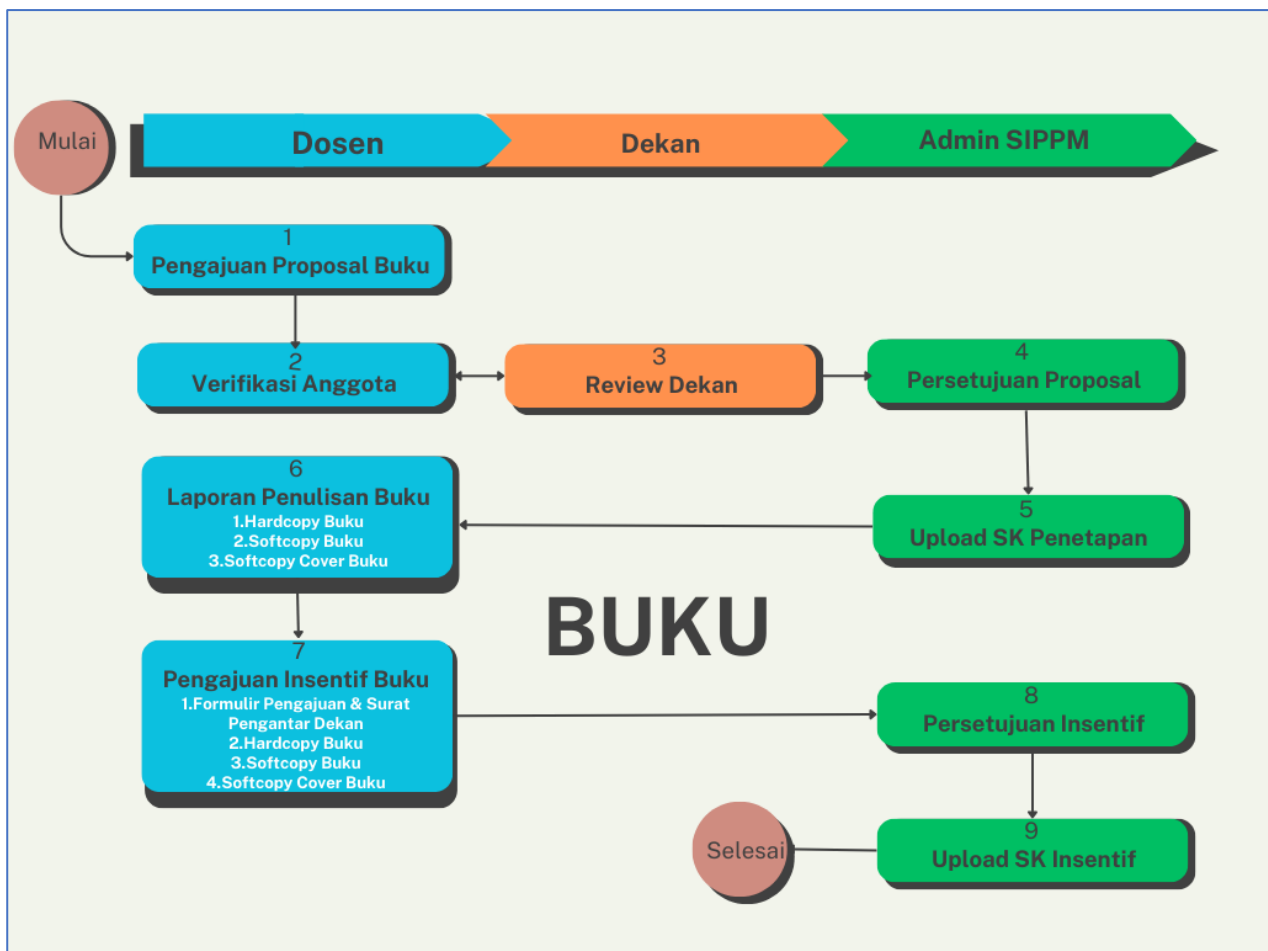 Mulai
Dosen
Dekan
Admin SIPPM
1
Pengajuan Proposal Buku
2
Verifikasi Anggota
3
Review Dekan
4
Persetujuan Proposal
5
Upload SK Penetapan
6
Laporan Penulisan Buku
1.Hardcopy Buku
2.Softcopy Buku
3.Softcopy Cover Buku
BUKU
7
Pengajuan Insentif Buku
1.Formulir Pengajuan & Surat
Pengantar Dekan
2.Hardcopy Buku
3.Softcopy Buku
4.Softcopy Cover Buku
8
Persetujuan Insentif
9
Upload SK Insentif
Selesai